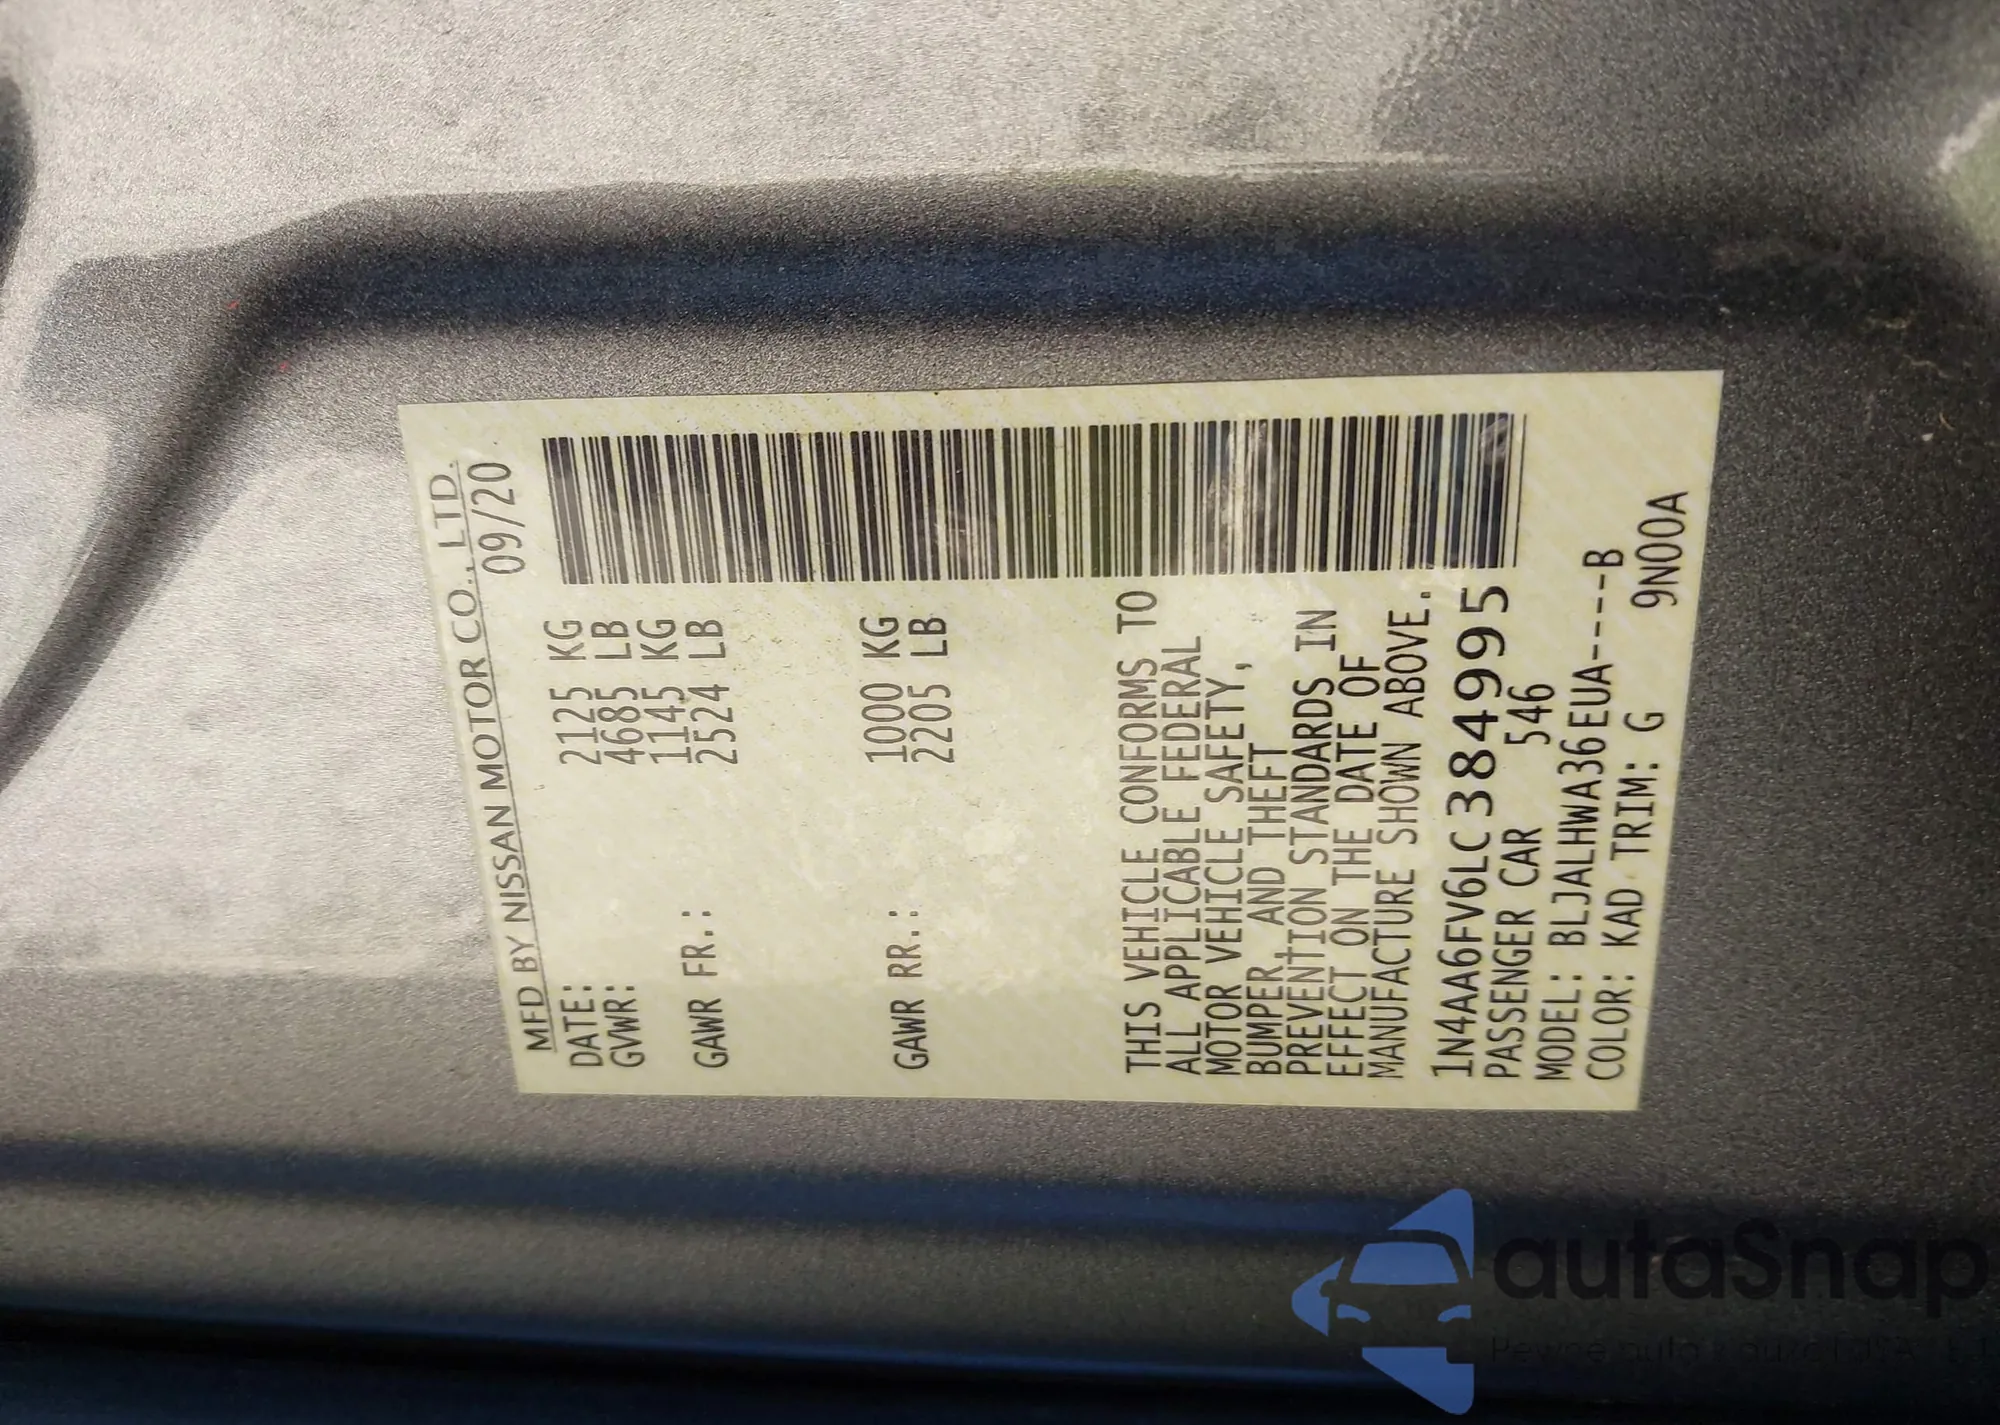 MFD BY NISSAN MOTOR CO., LTD.
DATE: 09/20
GVWR: 2125 KG
4685 LB
GAWR FR.: 1145 KG
2524 LB
GAWR RR.: 1000 KG
2205 LB
THIS VEHICLE CONFORMS TO
ALL APPLICABLE FEDERAL
MOTOR VEHICLE SAFETY,
BUMPER, AND THEFT
PREVENTION STANDARDS IN
EFFECT ON THE DATE OF
MANUFACTURE SHOWN ABOVE.
1N4AA6FV6LC384995
PASSENGER CAR 546
MODEL: BLJALHWA36EUA----B
COLOR: KAD TRIM: G 9N00A
autaSnap